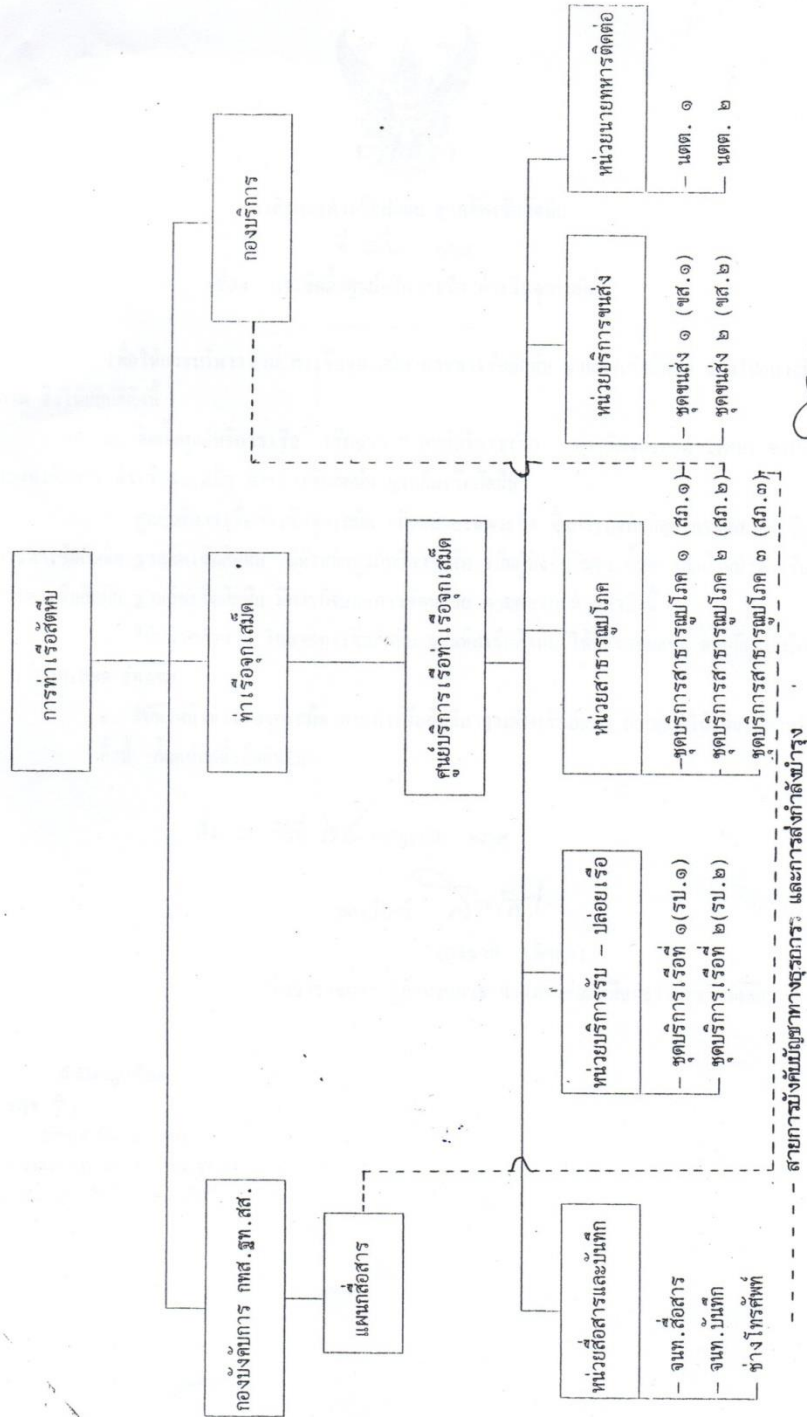 การท่าเรือสัตหีบ
กองบังคับการ กทส.ฐท.สส.
ท่าเรือจุกเสม็ด
กองบริการ
แผนกสื่อสาร
ศูนย์บริการเรือท่าเรือจุกเสม็ด
หน่วยสื่อสารและบันทึก
- จนท.สื่อสาร
- จนท.บันทึก
- ช่างโทรศัพท์
หน่วยบริการรับ - ปล่อยเรือ
- ชุดบริการเรือที่ ๑(รป.๑)
- ชุดบริการเรือที่ ๒(รป.๒)
หน่วยสาธารณูปโภค
-ชุดบริการสาธารณูปโภค ๑ (สภ.๑)
-ชุดบริการสาธารณูปโภค ๒ (สภ.๒)
ชุดบริการสาธารณูปโภค ๓ (สภ.๓)
หน่วยบริการขนส่ง
- ชุดขนส่ง ๑ (ขส.๑)
- ชุดขนส่ง ๒ (ขส.๒)
หน่วยนายทหารติดต่อ
- นตต. ๑
- นตต. ๒
- - - - - - สายการบังคับบัญชาทางธุรการ และการส่งกำลังบำรุง